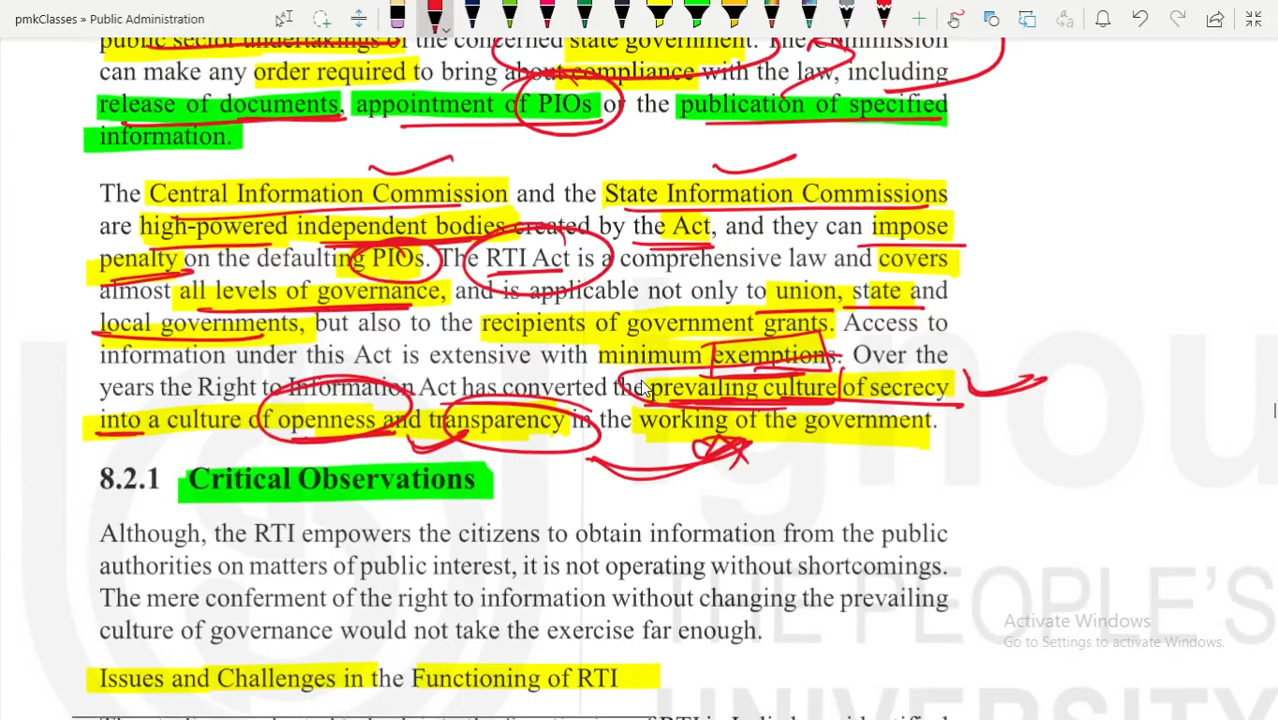 pmkClasses » Public Administration
public sector undertakings of the concerned state government. The Commission
can make any order required to bring about compliance with the law, including
release of documents, appointment of PIOs or the publication of specified
information.
The Central Information Commission and the State Information Commissions
are high-powered independent bodies created by the Act, and they can impose
penalty on the defaulting PIOs. The RTI Act is a comprehensive law and covers
almost all levels of governance, and is applicable not only to union, state and
local governments, but also to the recipients of government grants. Access to
information under this Act is extensive with minimum exemptions. Over the
years the Right to Information Act has converted the prevailing culture of secrecy
into a culture of openness and transparency in the working of the government.
8.2.1 Critical Observations
Although, the RTI empowers the citizens to obtain information from the public
authorities on matters of public interest, it is not operating without shortcomings.
The mere conferment of the right to information without changing the prevailing
culture of governance would not take the exercise far enough.
Issues and Challenges in the Functioning of RTI
ignou
THE PEOPLE'S
UNIVERSITY
Activate Windows
Go to Settings to activate Windows.